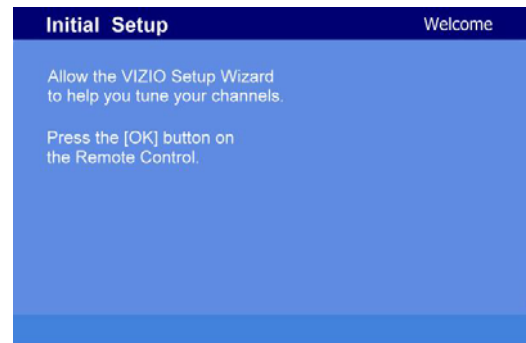 Initial Setup
Welcome
Allow the VIZIO Setup Wizard
to help you tune your channels.
Press the [OK] button on
the Remote Control.